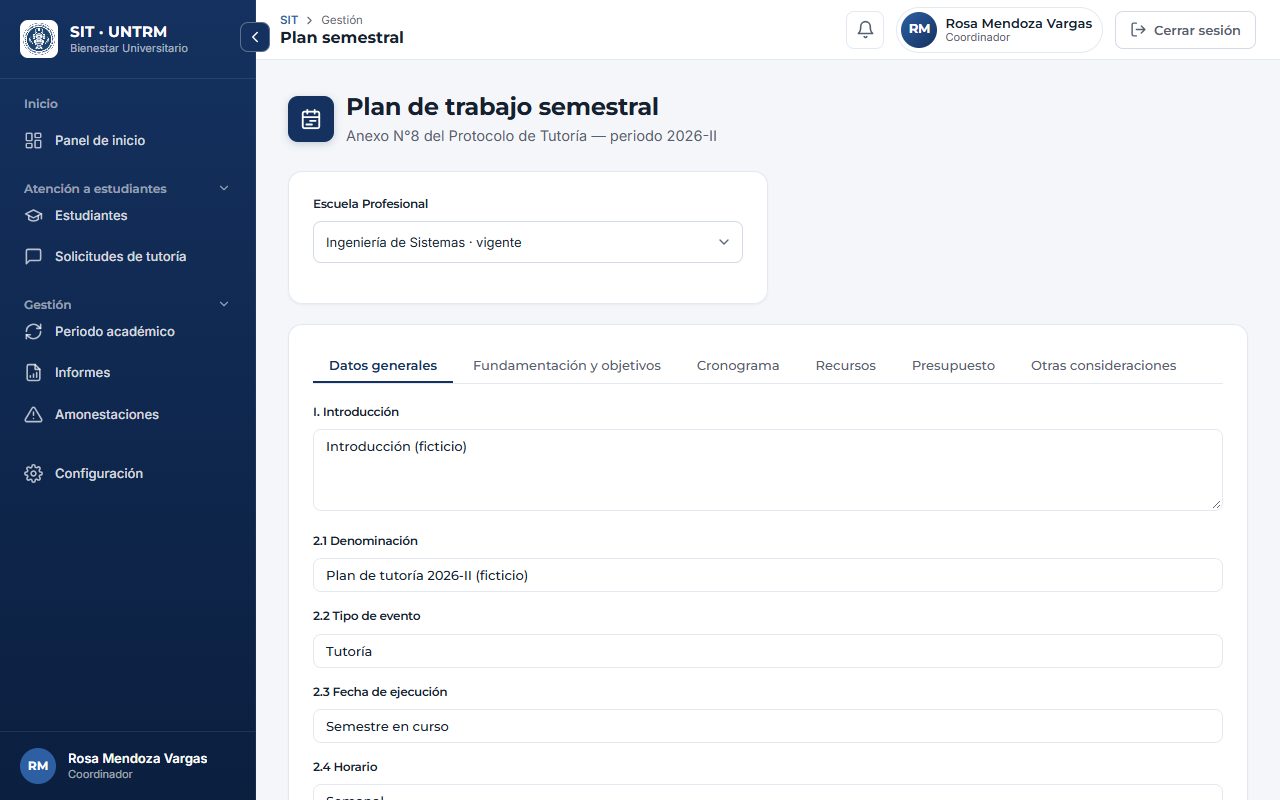 SIT · UNTRM
Bienestar Universitario
Inicio
Panel de inicio
Atención a estudiantes
Estudiantes
Solicitudes de tutoría
Gestión
Periodo académico
Informes
Amonestaciones
Configuración
RM
Rosa Mendoza Vargas
Coordinador
SIT > Gestión
Plan semestral
RM
Rosa Mendoza Vargas
Coordinador
Cerrar sesión
Plan de trabajo semestral
Anexo N°8 del Protocolo de Tutoría — periodo 2026-II
Escuela Profesional
Ingeniería de Sistemas · vigente
Datos generales
Fundamentación y objetivos
Cronograma
Recursos
Presupuesto
Otras consideraciones
I. Introducción
Introducción (ficticio)
2.1 Denominación
Plan de tutoría 2026-II (ficticio)
2.2 Tipo de evento
Tutoría
2.3 Fecha de ejecución
Semestre en curso
2.4 Horario